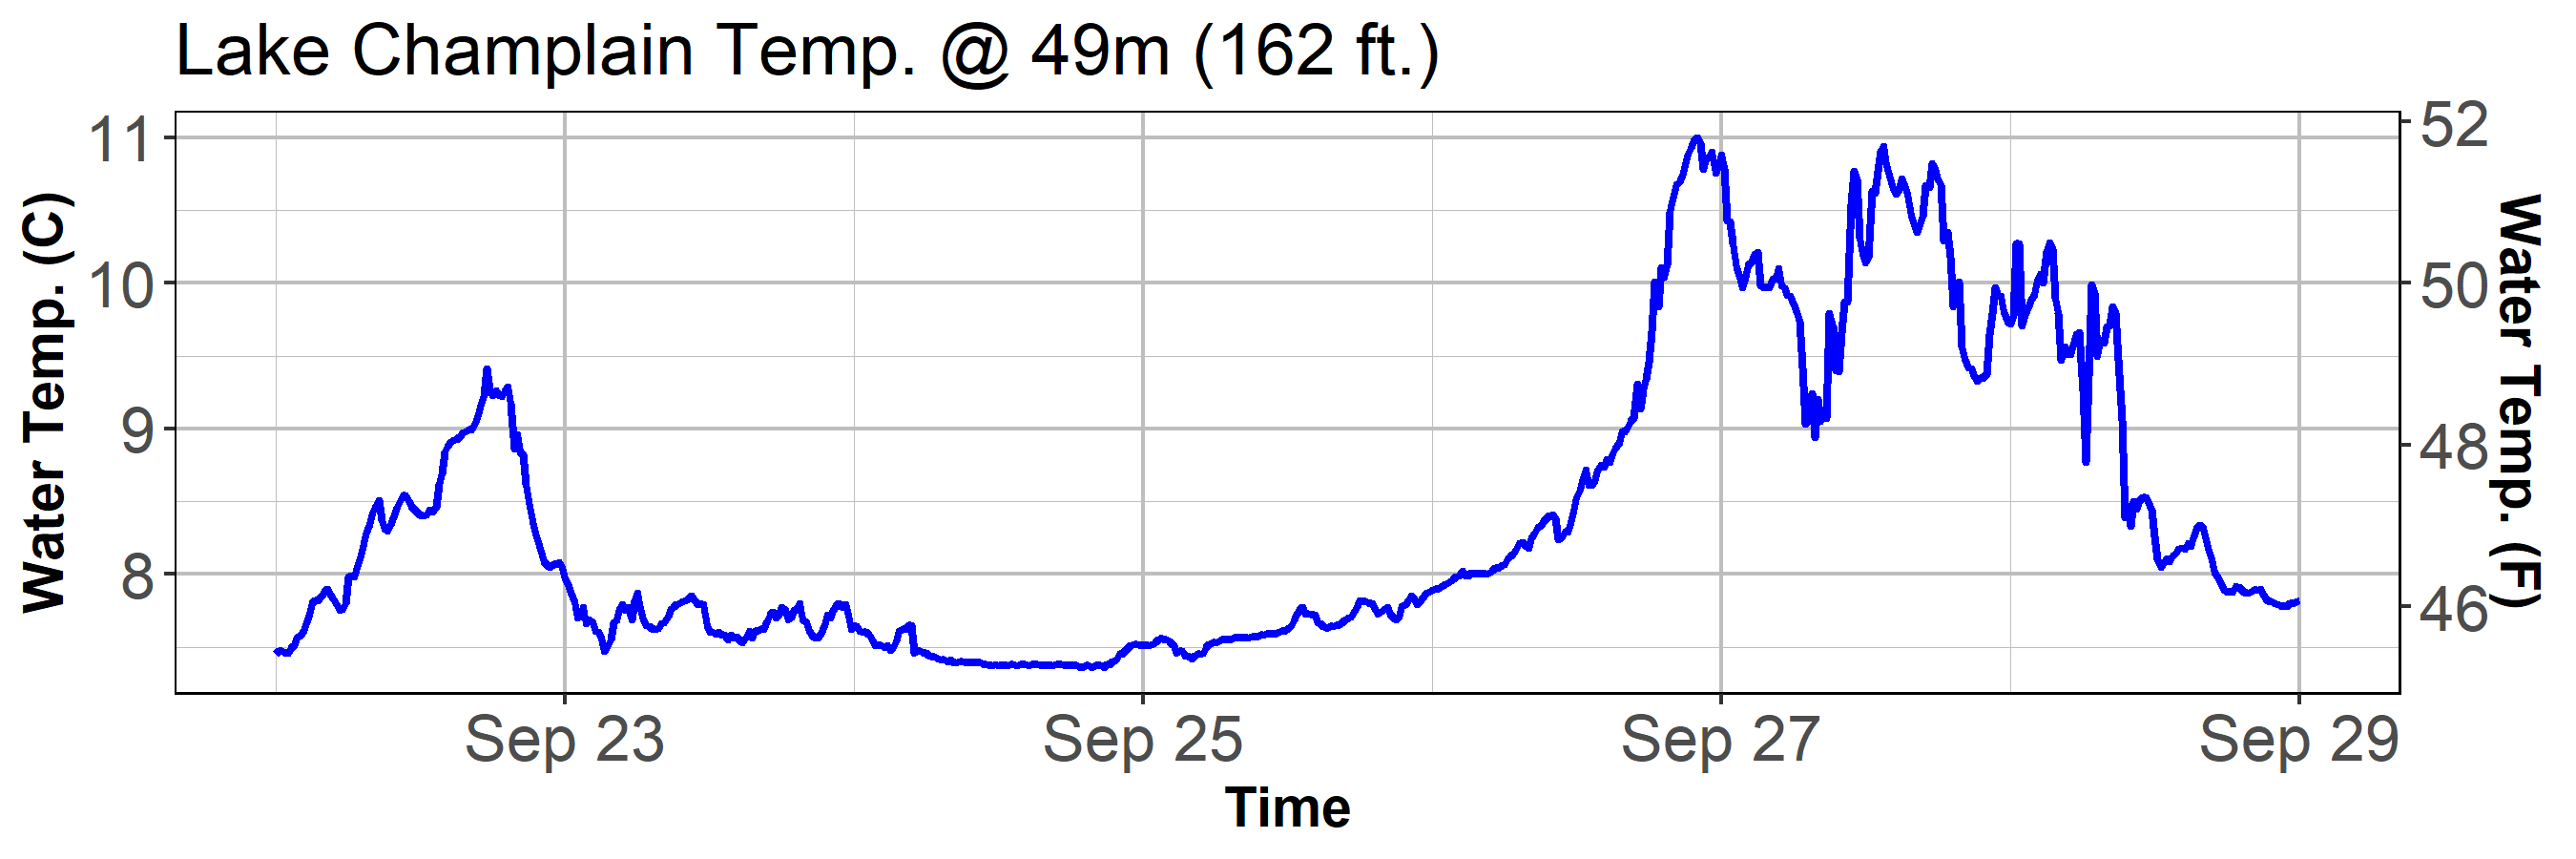 Lake Champlain Temp. @ 49m (162 ft.)
Water Temp. (C)
11
10
9
8
52
50
48
46
Water Temp. (F)
Sep 23
Sep 25
Sep 27
Sep 29
Time